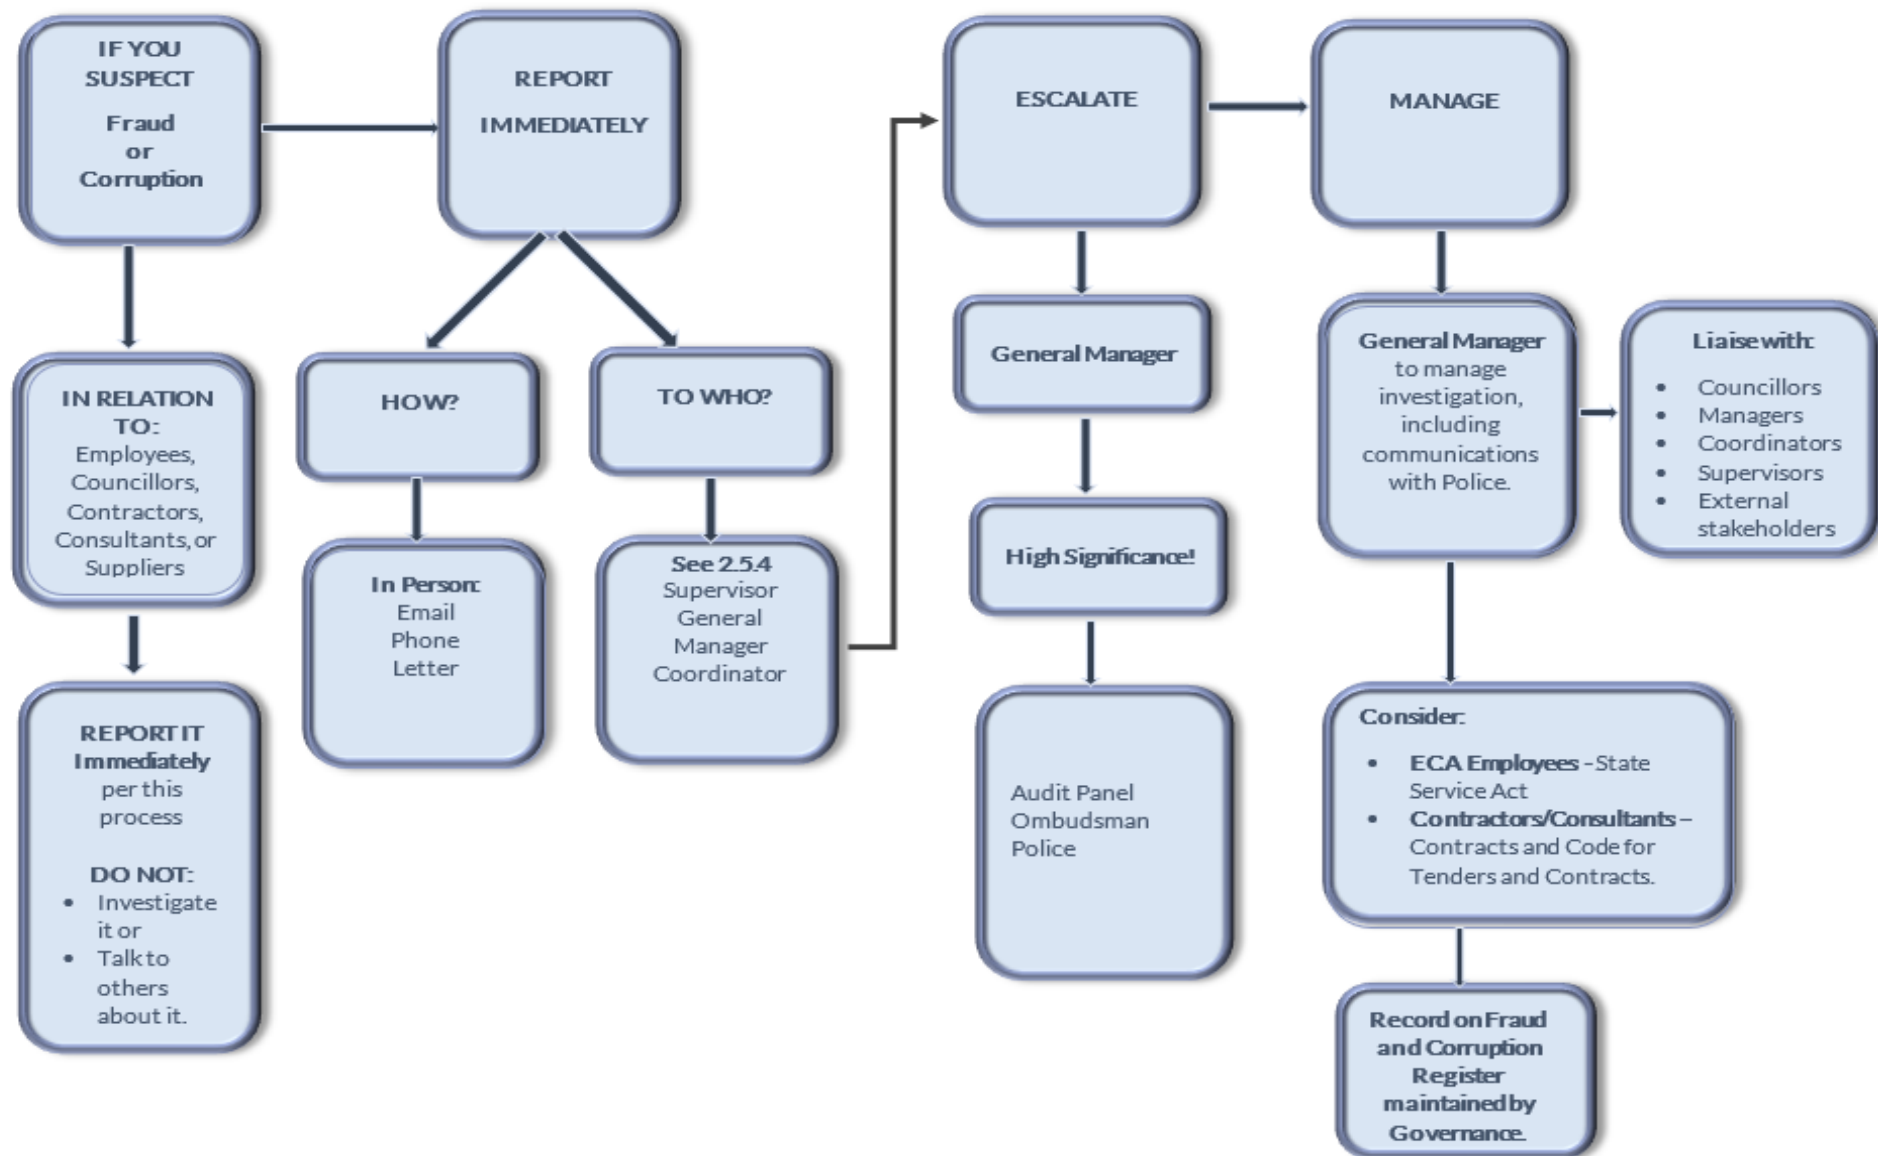 IF YOU
SUSPECT
Fraud
or
Corruption
REPORT
IMMEDIATELY
ESCALATE
MANAGE
IN RELATION
TO:
Employees,
Councillors,
Contractors,
Consultants, or
Suppliers
HOW?
TO WHO?
General Manager
General Manager
to manage
investigation,
including
communications
with Police.
Liaise with:
• Councillors
• Managers
• Coordinators
• Supervisors
• External
stakeholders
In Person:
Email
Phone
Letter
See 2.5.4
Supervisor
General
Manager
Coordinator
High Significance!
REPORT IT
Immediately
per this
process
DO NOT:
• Investigate
it or
• Talk to
others
about it.
Audit Panel
Ombudsman
Police
Consider:
• ECA Employees - State
Service Act
• Contractors/Consultants –
Contracts and Code for
Tenders and Contracts.
Record on Fraud
and Corruption
Register
maintained by
Governance.